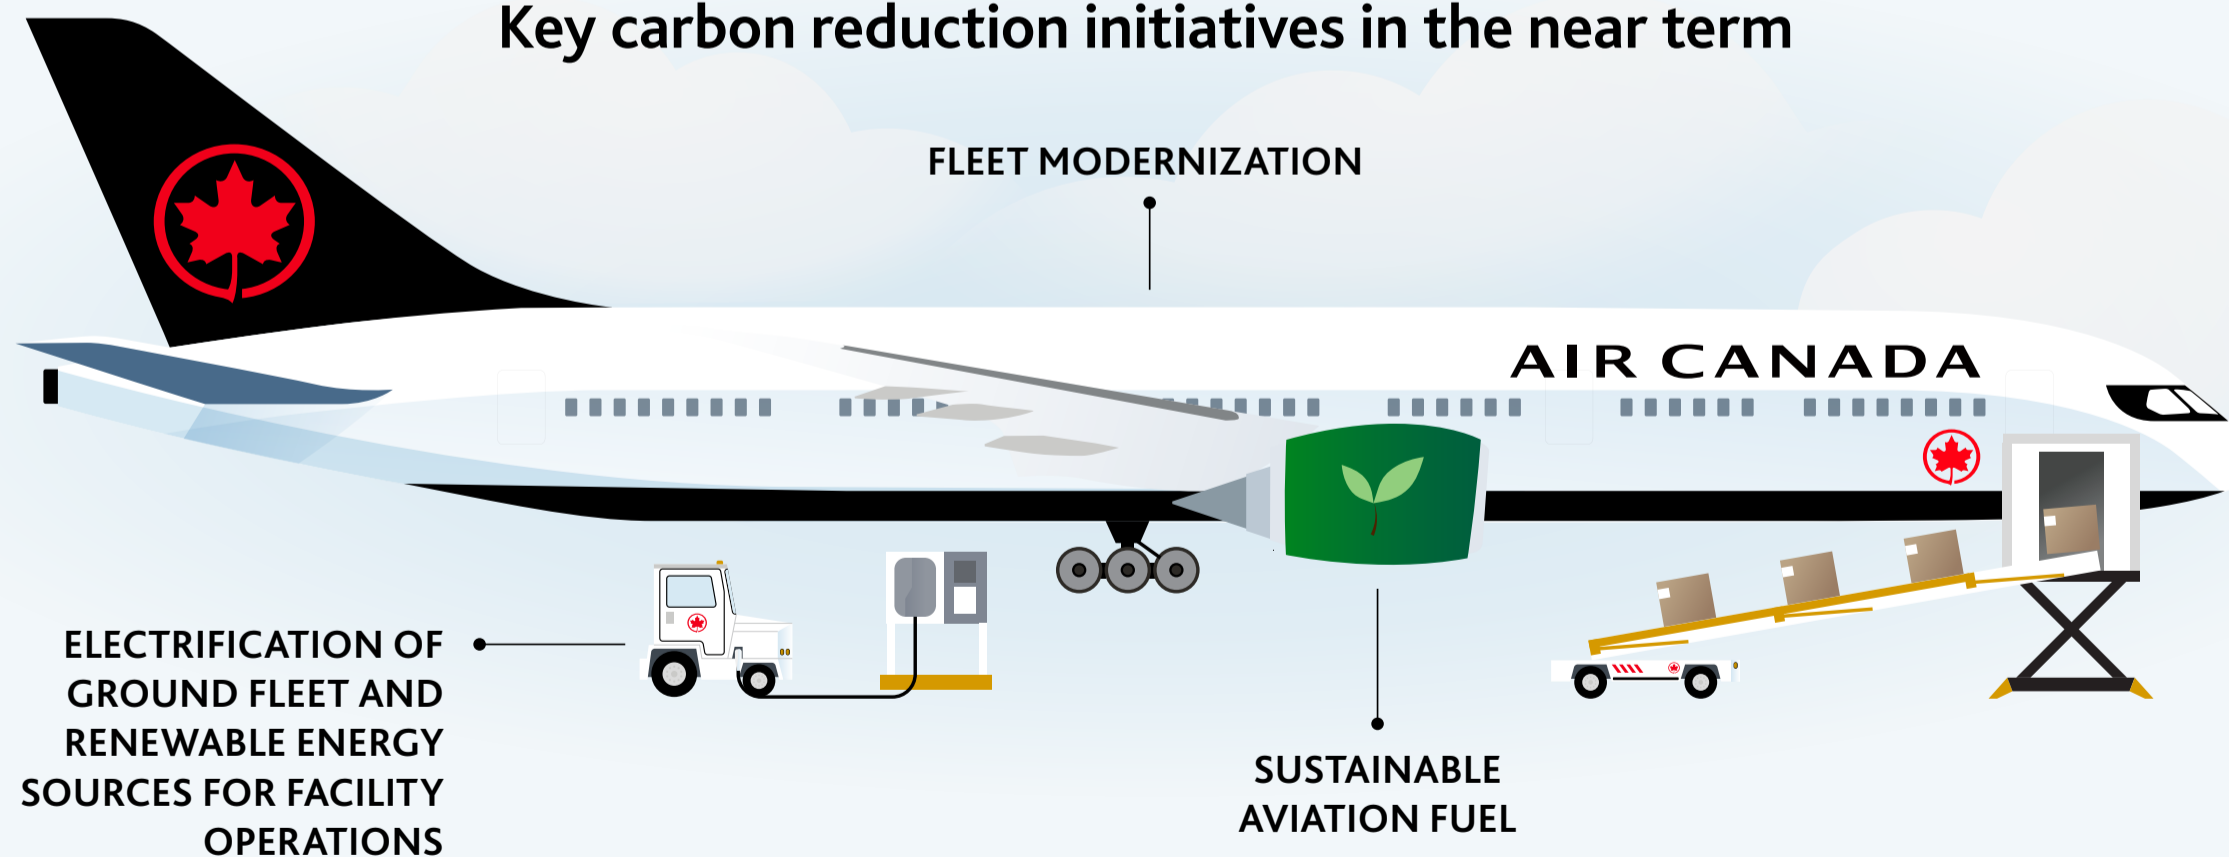 Key carbon reduction initiatives in the near term
FLEET MODERNIZATION
AIR CANADA
ELECTRIFICATION OF
GROUND FLEET AND
RENEWABLE ENERGY
SOURCES FOR FACILITY
OPERATIONS
SUSTAINABLE
AVIATION FUEL